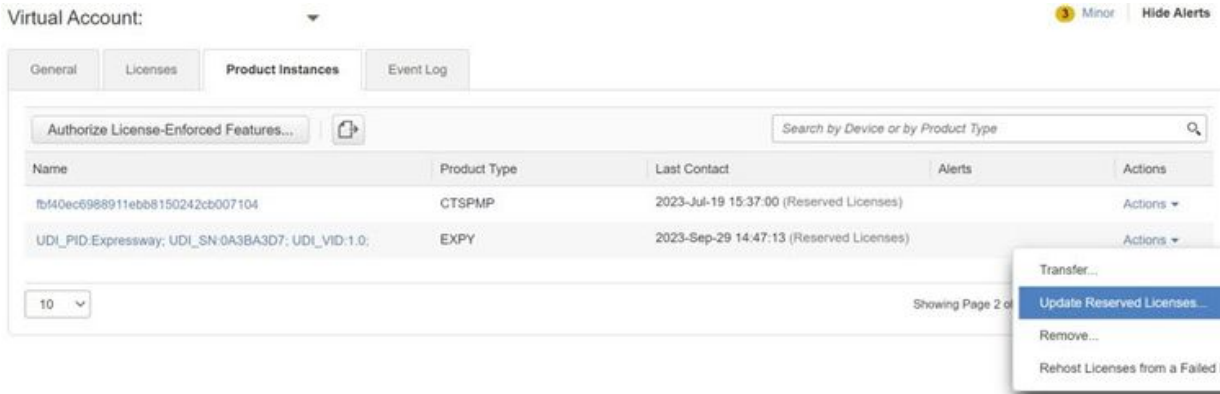 Virtual Account:
3 Minor Hide Alerts
General Licenses Product Instances Event Log
Authorize License-Enforced Features...
Search by Device or by Product Type
Name Product Type Last Contact Alerts Actions
fbf40ec6988911ebb8150242cb007104 CTSPMP 2023-Jul-19 15:37:00 (Reserved Licenses) Actions
UDI_PID:Expressway; UDI_SN:0A3BA3D7; UDI_VID:1.0; EXPY 2023-Sep-29 14:47:13 (Reserved Licenses) Actions
Transfer...
10 Showing Page 2 of
Update Reserved Licenses...
Remove...
Rehost Licenses from a Failed